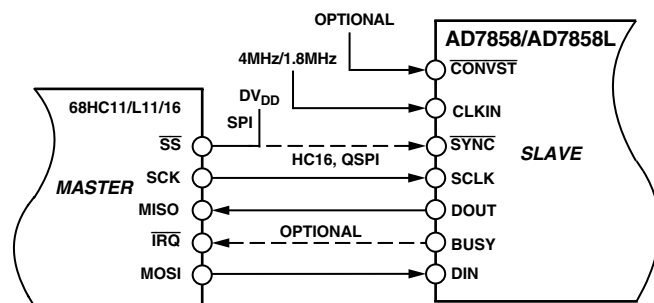 OPTIONAL
AD7858/AD7858L
4MHz/1.8MHz
CONVST
DVDD
68HC11/L11/16
CLKIN
SPI
SS
SYNC
HC16, QSPI
SLAVE
MASTER
SCK
SCLK
MISO
DOUT
OPTIONAL
IRQ
BUSY
MOSI
DIN